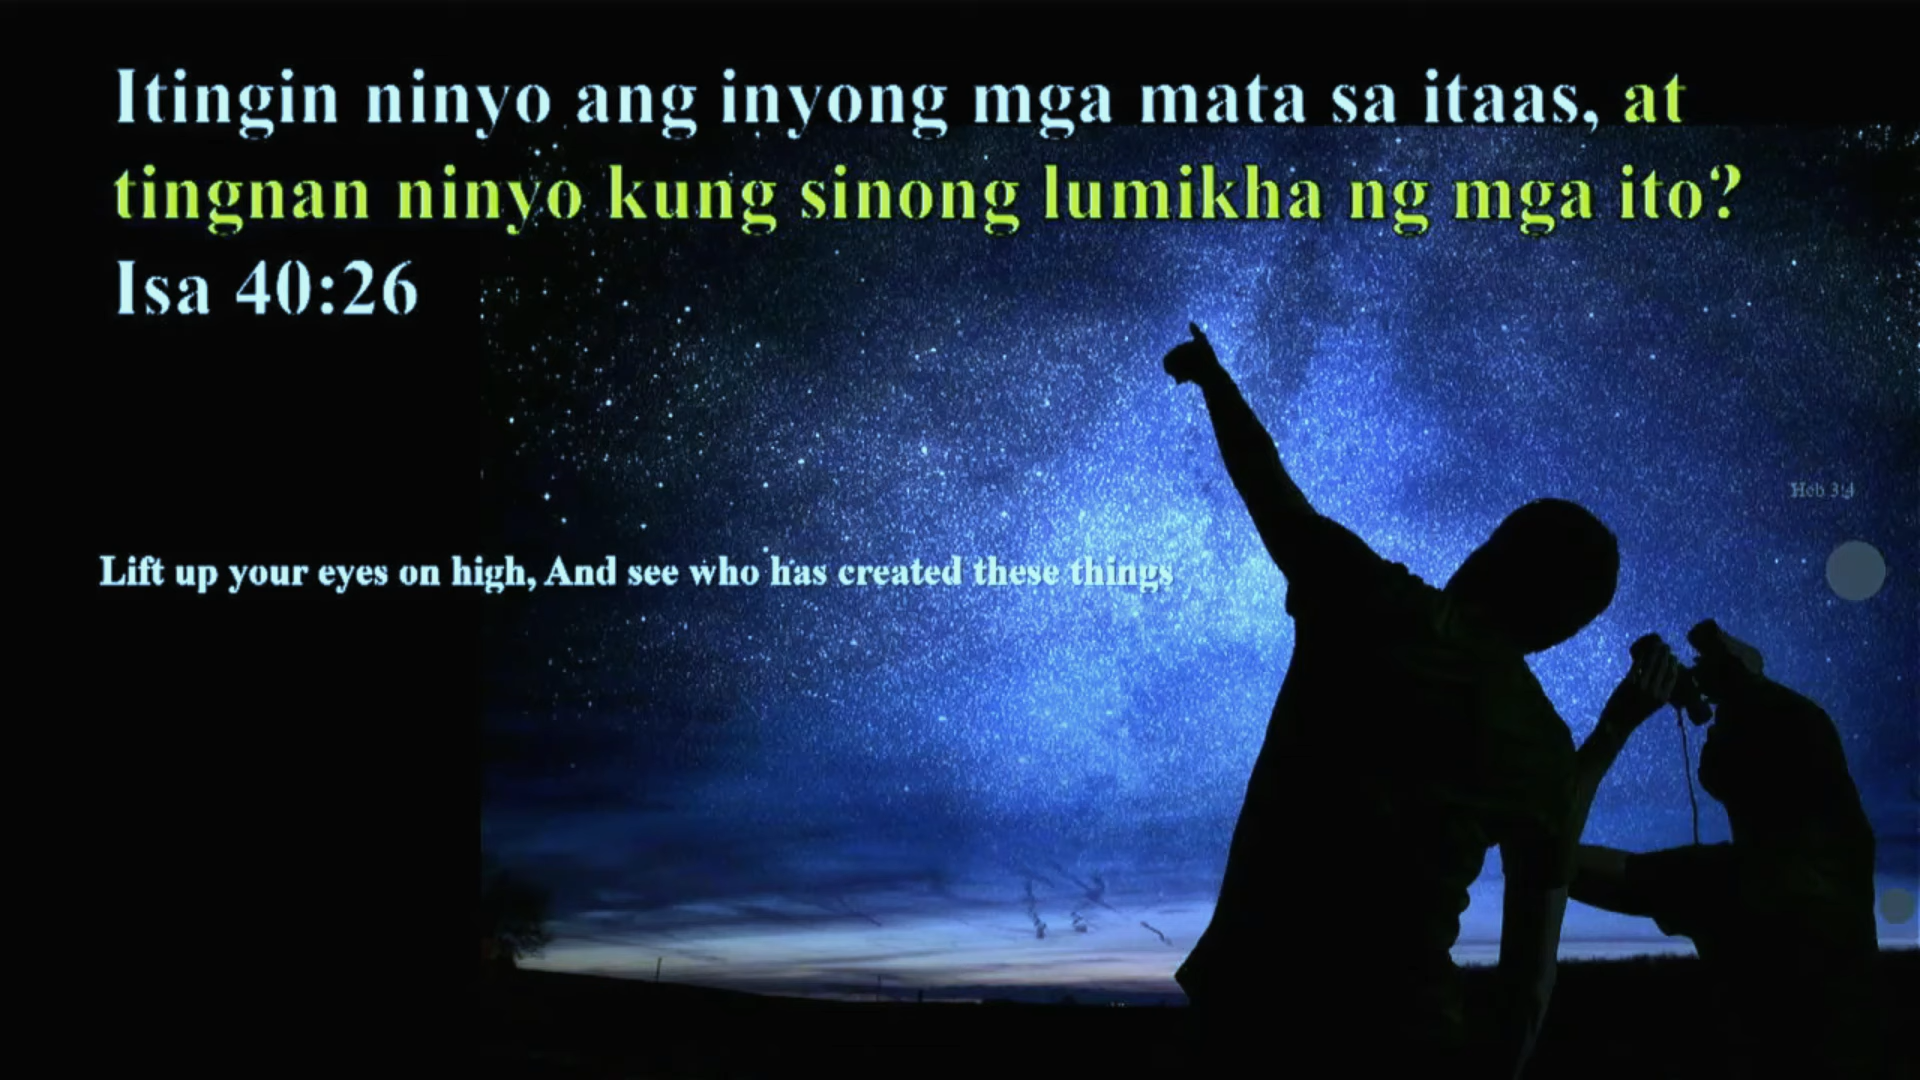 Itingin ninyo ang inyong mga mata sa itaas, at
tingnan ninyo kung sinong lumikha ng mga ito?
Isa 40:26
Heb 3:4
Lift up your eyes on high, And see who has created these things